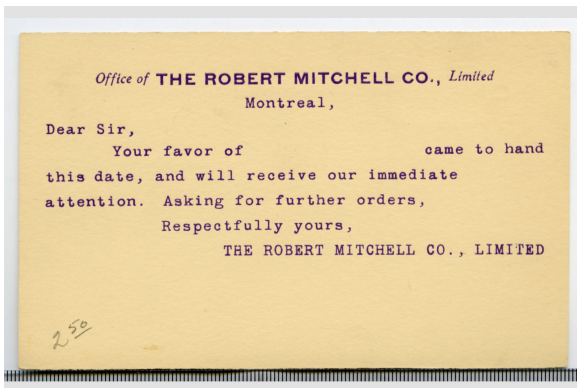 Office of THE ROBERT MITCHELL CO., Limited
Montreal,
Dear Sir,
Your favor of came to hand
this date, and will receive our immediate
attention. Asking for further orders,
Respectfully yours,
THE ROBERT MITCHELL CO., LIMITED
2 50